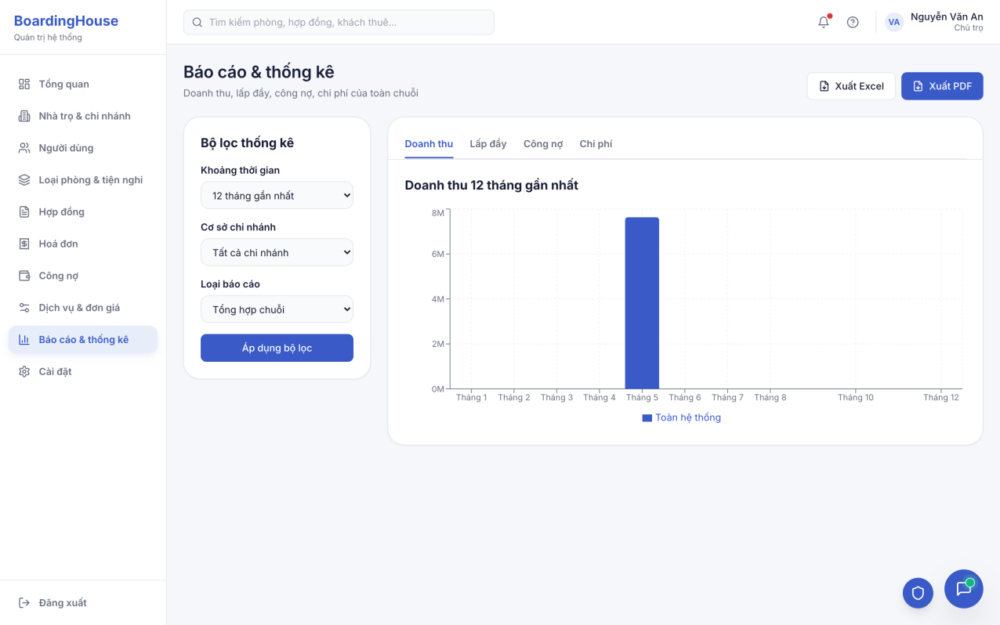 BoardingHouse
Quản trị hệ thống
Tìm kiếm phòng, hợp đồng, khách thuê...
VA
Nguyễn Văn An
Chủ trọ
Tổng quan
Nhà trọ & chi nhánh
Người dùng
Loại phòng & tiện nghi
Hợp đồng
Hoá đơn
Công nợ
Dịch vụ & đơn giá
Báo cáo & thống kê
Cài đặt
Đăng xuất
Báo cáo & thống kê
Doanh thu, lấp đầy, công nợ, chi phí của toàn chuỗi
Xuất Excel
Xuất PDF
Bộ lọc thống kê
Khoảng thời gian
12 tháng gần nhất
Cơ sở chi nhánh
Tất cả chi nhánh
Loại báo cáo
Tổng hợp chuỗi
Áp dụng bộ lọc
Doanh thu Lấp đầy Công nợ Chi phí
Doanh thu 12 tháng gần nhất
8M
6M
4M
2M
0M
Tháng 1 Tháng 2 Tháng 3 Tháng 4 Tháng 5 Tháng 6 Tháng 7 Tháng 8 Tháng 10 Tháng 12
Toàn hệ thống